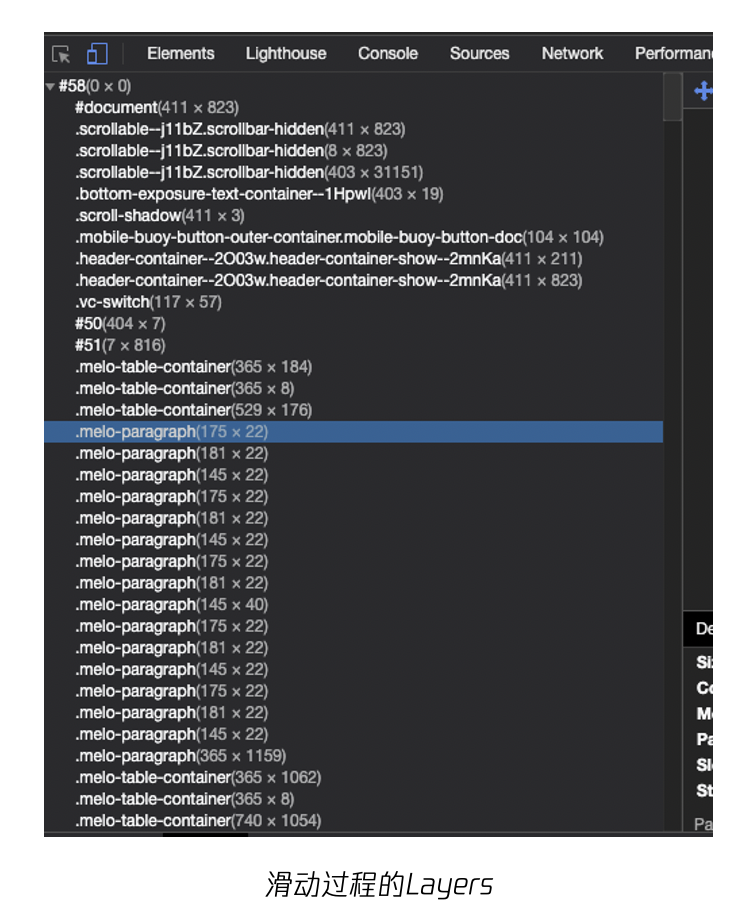 Elements Lighthouse Console Sources Network Performanc
#58(0 × 0)
#document(411 × 823)
.scrollable--j11bZ.scrollbar-hidden(411 × 823)
.scrollable--j11bZ.scrollbar-hidden(8 × 823)
.scrollable--j11bZ.scrollbar-hidden(403 × 31151)
.bottom-exposure-text-container--1Hpwl(403 × 19)
.scroll-shadow(411 × 3)
.mobile-buoy-button-outer-container.mobile-buoy-button-doc(104 × 104)
.header-container--2O03w.header-container-show--2mnKa(411 × 211)
.header-container--2O03w.header-container-show--2mnKa(411 × 823)
.vc-switch(117 × 57)
#50(404 × 7)
#51(7 × 816)
.melo-table-container(365 × 184)
.melo-table-container(365 × 8)
.melo-table-container(529 × 176)
.melo-paragraph(175 × 22)
.melo-paragraph(181 × 22)
.melo-paragraph(145 × 22)
.melo-paragraph(175 × 22)
.melo-paragraph(181 × 22)
.melo-paragraph(145 × 22)
.melo-paragraph(175 × 22)
.melo-paragraph(181 × 22)
.melo-paragraph(145 × 40)
.melo-paragraph(175 × 22)
.melo-paragraph(181 × 22)
.melo-paragraph(145 × 22)
.melo-paragraph(175 × 22)
.melo-paragraph(181 × 22)
.melo-paragraph(145 × 22)
.melo-paragraph(365 × 1159)
.melo-table-container(365 × 1062)
.melo-table-container(365 × 8)
.melo-table-container(740 × 1054)
De
Si
Co
Me
Pa
Sl
St
Pa
滑动过程的Layers